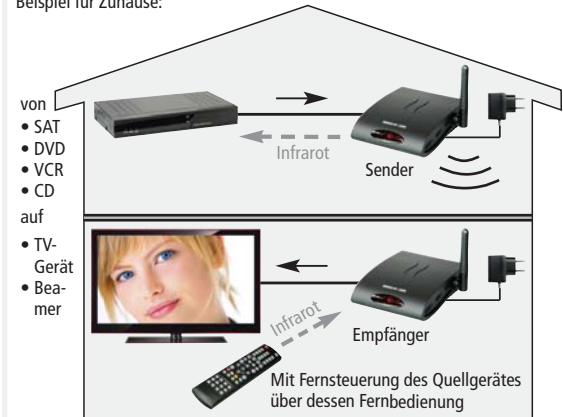 Beispiel für Zuhause:
von
• SAT
• DVD
• VCR
• CD
auf
• TV-
Gerät
• Bea-
mer
Infrarot
Sender
Infrarot
Empfänger
Mit Fernsteuerung des Quellgerätes
über dessen Fernbedienung